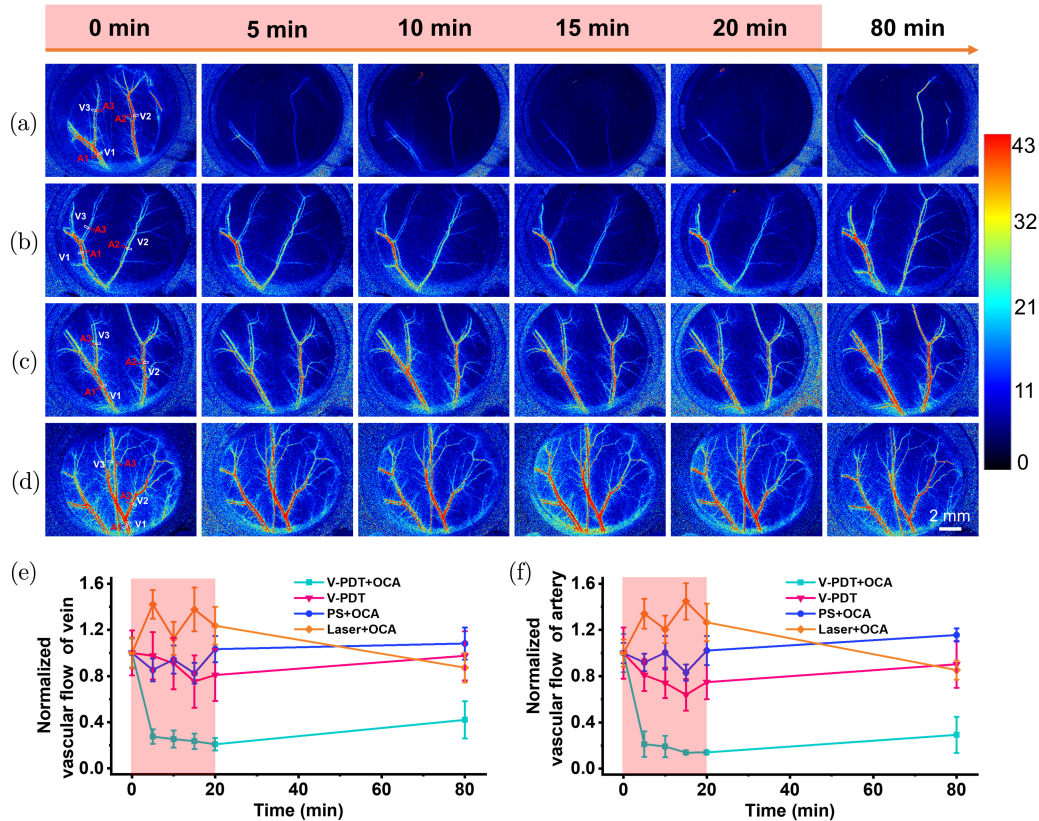 0 min 5 min 10 min 15 min 20 min 80 min
(a)
V3 A3 A2 V2 A1 V1
(b)
V3 A3 A2 V2 V1 A1
(c)
A3 V3 A2 V2 A1 V1
(d)
V3 A3 A2 V2 A1 V1
2 mm
43
32
21
11
0
(e)
Normalized
vascular flow of vein
1.6
1.2
0.8
0.4
0.0
V-PDT+OCA
V-PDT
PS+OCA
Laser+OCA
0 20 40 60 80
Time (min)
(f)
Normalized
vascular flow of artery
1.6
1.2
0.8
0.4
0.0
V-PDT+OCA
V-PDT
PS+OCA
Laser+OCA
0 20 40 60 80
Time (min)